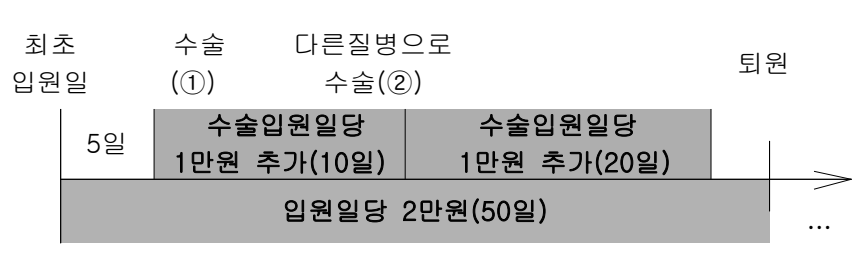 최초
입원일
수술
(①)
다른질병으로
수술(②)
퇴원
5일
수술입원일당
1만원 추가(10일)
수술입원일당
1만원 추가(20일)
입원일당 2만원(50일)
...